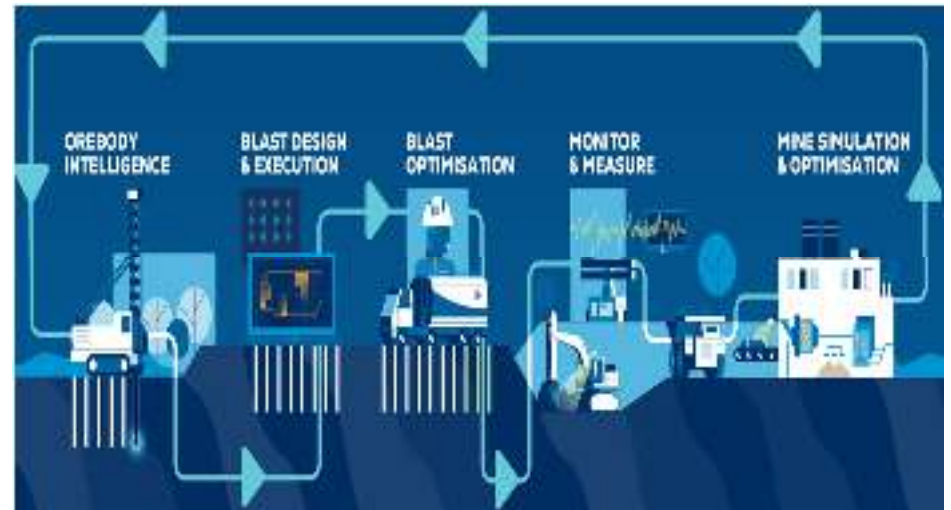 OREBODY
INTELLIGENCE
BLAST DESIGN
& EXECUTION
BLAST
OPTIMISATION
MONITOR
& MEASURE
MINE SIMULATION
& OPTIMISATION